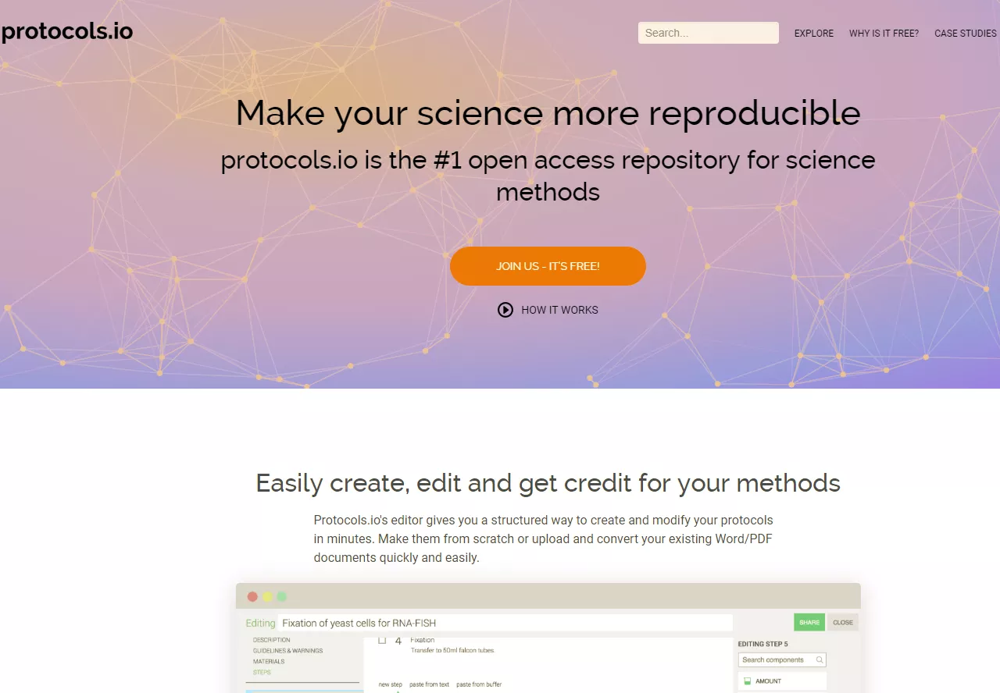 protocols.io
Search...
EXPLORE
WHY IS IT FREE?
CASE STUDIES
Make your science more reproducible
protocols.io is the #1 open access repository for science
methods
JOIN US - IT'S FREE!
HOW IT WORKS
Easily create, edit and get credit for your methods
Protocols.io's editor gives you a structured way to create and modify your protocols
in minutes. Make them from scratch or upload and convert your existing Word/PDF
documents quickly and easily.
Editing
Fixation of yeast cells for RNA-FISH
SHARE
CLOSE
DESCRIPTION
GUIDELINES & WARNINGS
MATERIALS
STEPS
4 Fixation
Transfer to 50ml falcon tubes.
new step paste from text paste from buffer
EDITING STEP 5
Search components
AMOUNT